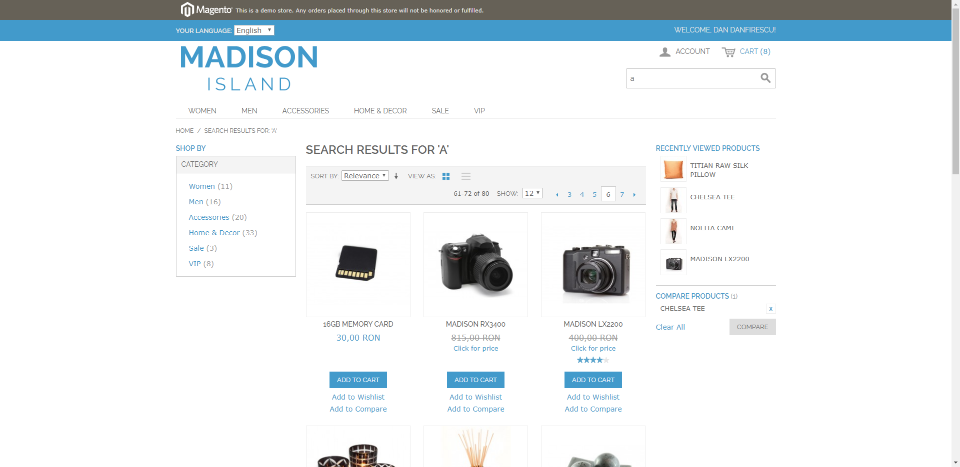 Magento This is a demo store. Any orders placed through this store will not be honored or fulfilled.
YOUR LANGUAGE: English
WELCOME, DAN DANFIRESCU!
MADISON
ISLAND
ACCOUNT CART (8)
a
WOMEN MEN ACCESSORIES HOME & DECOR SALE VIP
HOME / SEARCH RESULTS FOR: 'A'
SHOP BY
CATEGORY
Women (11)
Men (16)
Accessories (20)
Home & Decor (33)
Sale (3)
VIP (8)
SEARCH RESULTS FOR 'A'
SORT BY Relevance VIEW AS
61-72 of 80 SHOW: 12 3 4 5 6 7
16GB MEMORY CARD
30,00 RON
ADD TO CART
Add to Wishlist
Add to Compare
MADISON RX3400
815,00 RON
Click for price
ADD TO CART
Add to Wishlist
Add to Compare
MADISON LX2200
400,00 RON
Click for price
ADD TO CART
Add to Wishlist
Add to Compare
RECENTLY VIEWED PRODUCTS
TITIAN RAW SILK
PILLOW
CHELSEA TEE
NOLITA CAMI
MADISON LX2200
COMPARE PRODUCTS (1)
CHELSEA TEE x
Clear All COMPARE